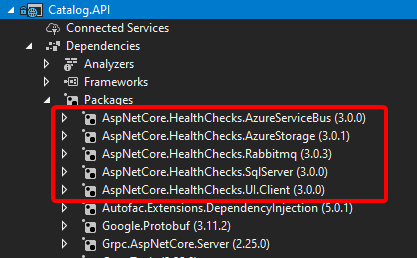 Catalog.API
Connected Services
Dependencies
Analyzers
Frameworks
Packages
AspNetCore.HealthChecks.AzureServiceBus (3.0.0)
AspNetCore.HealthChecks.AzureStorage (3.0.1)
AspNetCore.HealthChecks.Rabbitmq (3.0.3)
AspNetCore.HealthChecks.SqlServer (3.0.0)
AspNetCore.HealthChecks.UI.Client (3.0.0)
Autofac.Extensions.DependencyInjection (5.0.1)
Google.Protobuf (3.11.2)
Grpc.AspNetCore.Server (2.25.0)